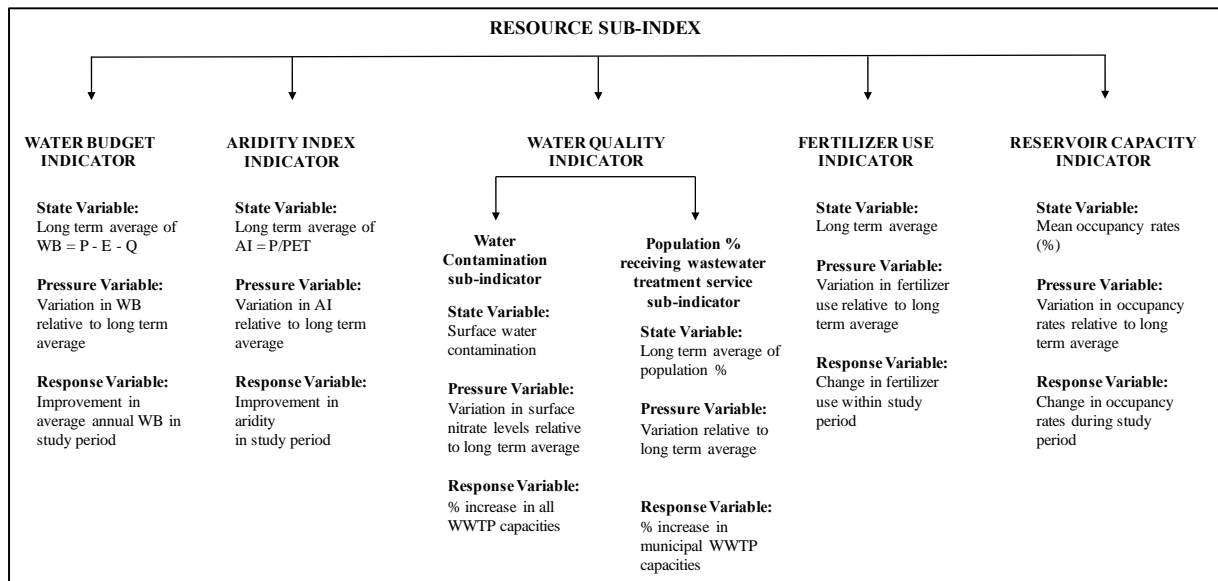 RESOURCE SUB-INDEX
WATER BUDGET
INDICATOR
State Variable:
Long term average of
WB = P - E - Q
Pressure Variable:
Variation in WB
relative to long term
average
Response Variable:
Improvement in
average annual WB in
study period
ARIDITY INDEX
INDICATOR
State Variable:
Long term average of
AI = P/PET
Pressure Variable:
Variation in AI
relative to long term
average
Response Variable:
Improvement in
aridity
in study period
WATER QUALITY
INDICATOR
Water
Contamination
sub-indicator
State Variable:
Surface water
contamination
Pressure Variable:
Variation in surface
nitrate levels relative
to long term average
Response Variable:
% increase in all
WWTP capacities
Population %
receiving wastewater
treatment service
sub-indicator
State Variable:
Long term average of
population %
Pressure Variable:
Variation relative to
long term average
Response Variable:
% increase in
municipal WWTP
capacities
FERTILIZER USE
INDICATOR
State Variable:
Long term average
Pressure Variable:
Variation in fertilizer
use relative to long
term average
Response Variable:
Change in fertilizer
use within study
period
RESERVOIR CAPACITY
INDICATOR
State Variable:
Mean occupancy rates
(%)
Pressure Variable:
Variation in occupancy
rates relative to long
term average
Response Variable:
Change in occupancy
rates during study
period